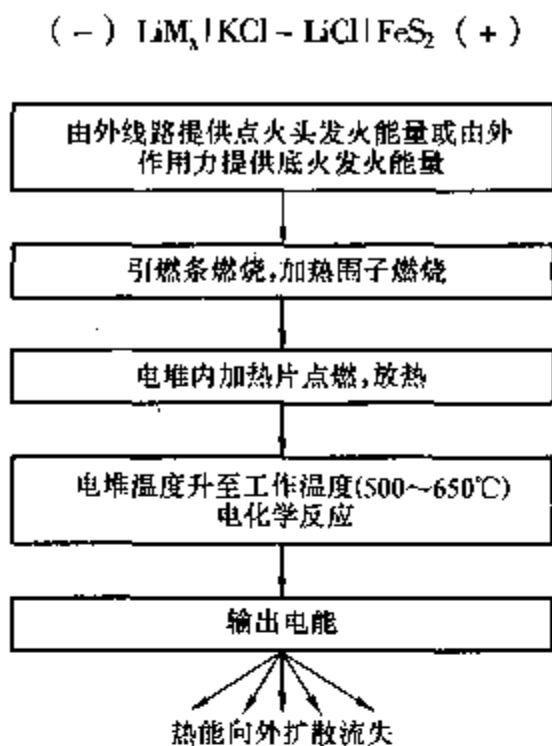 (－) LiMx|KCl－LiCl|FeS2 (＋)
由外线路提供点火头发火能量或由外
作用力提供底火发火能量
引燃条燃烧,加热围子燃烧
电堆内加热片点燃,放热
电堆温度升至工作温度(500～650℃)
电化学反应
输出电能
热能向外扩散流失